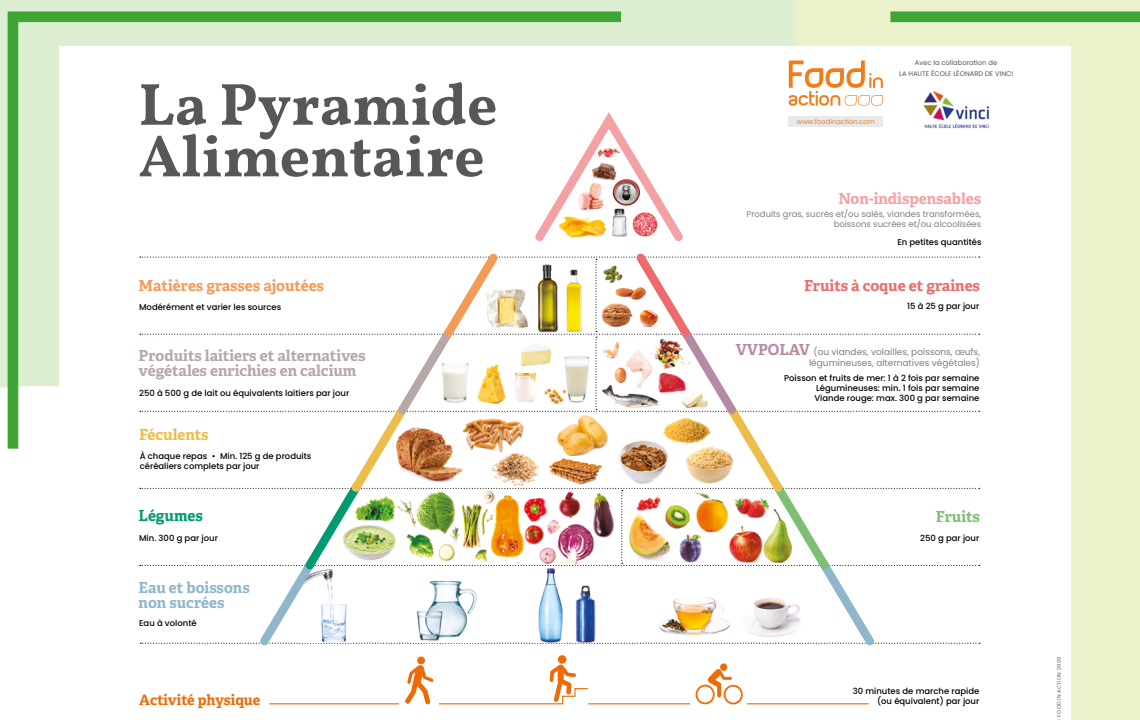 La Pyramide
Alimentaire
Food in
action
www.foodinaction.com
Avec la collaboration de
LA HAUTE ÉCOLE LÉONARD DE VINCI
vinci
HAUTE ÉCOLE LÉONARD DE VINCI
Non-indispensables
Produits gras, sucrés et/ou salés, viandes transformées,
boissons sucrées et/ou alcoolisées
En petites quantités
Matières grasses ajoutées
Modérément et varier les sources
Fruits à coque et graines
15 à 25 g par jour
Produits laitiers et alternatives
végétales enrichies en calcium
250 à 500 g de lait ou équivalents laitiers par jour
VVPOLAV (ou viandes, volailles, poissons, œufs,
légumineuses, alternatives végétales)
Poisson et fruits de mer: 1 à 2 fois par semaine
Légumineuses: min. 1 fois par semaine
Viande rouge: max. 300 g par semaine
Féculents
À chaque repas • Min. 125 g de produits
céréaliers complets par jour
Légumes
Min. 300 g par jour
Fruits
250 g par jour
Eau et boissons
non sucrées
Eau à volonté
Activité physique
30 minutes de marche rapide
(ou équivalent) par jour
FOOD IN ACTION 2020